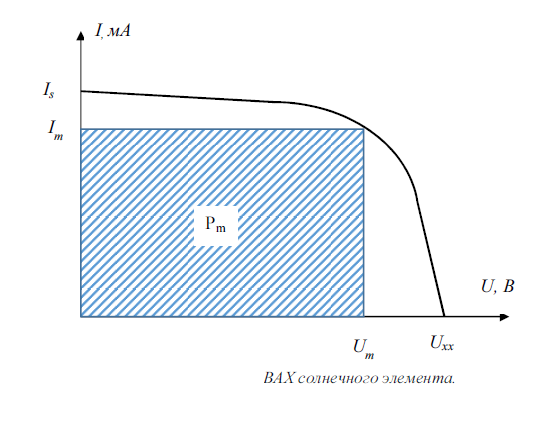 I, мА
Is
Im
Pm
U, В
Um
Uxx
ВАХ солнечного элемента.